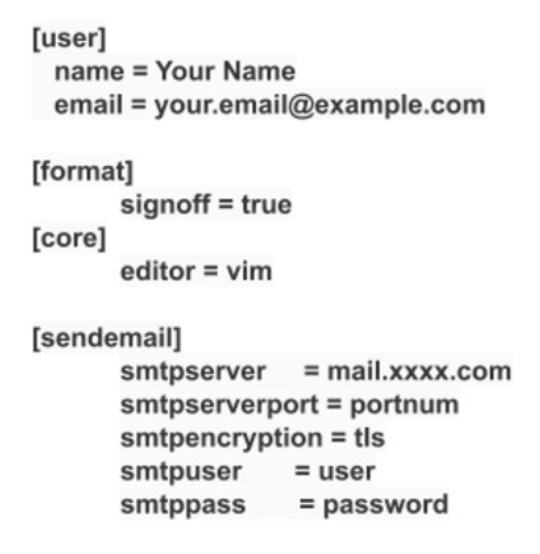 [user]
name = Your Name
email = your.email@example.com
[format]
signoff = true
[core]
editor = vim
[sendemail]
smtpserver = mail.xxxx.com
smtpserverport = portnum
smtpencryption = tls
smtpuser = user
smtppass = password